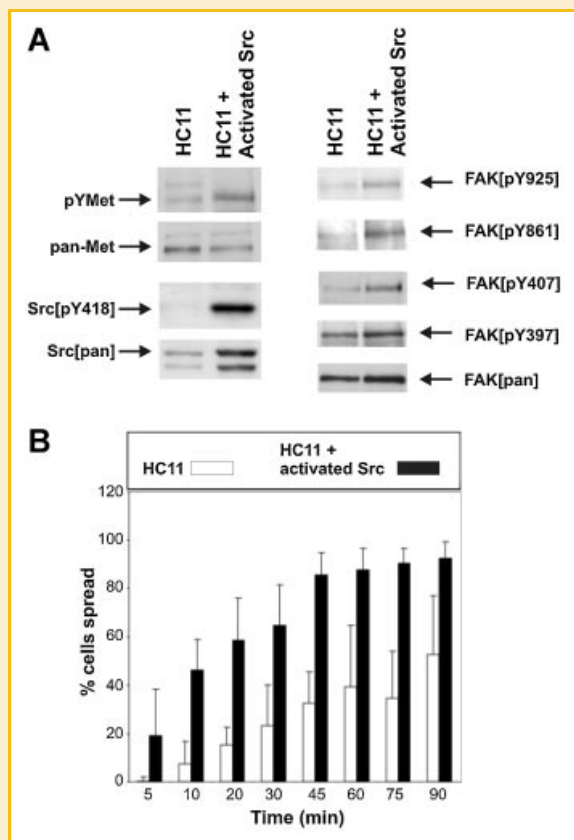 A
HC11
HC11 +
Activated Src
pYMet
pan-Met
Src[pY418]
Src[pan]
HC11
HC11 +
Activated Src
FAK[pY925]
FAK[pY861]
FAK[pY407]
FAK[pY397]
FAK[pan]
B
HC11
HC11 +
activated Src
% cells spread
120
100
80
60
40
20
0
5 10 20 30 45 60 75 90
Time (min)